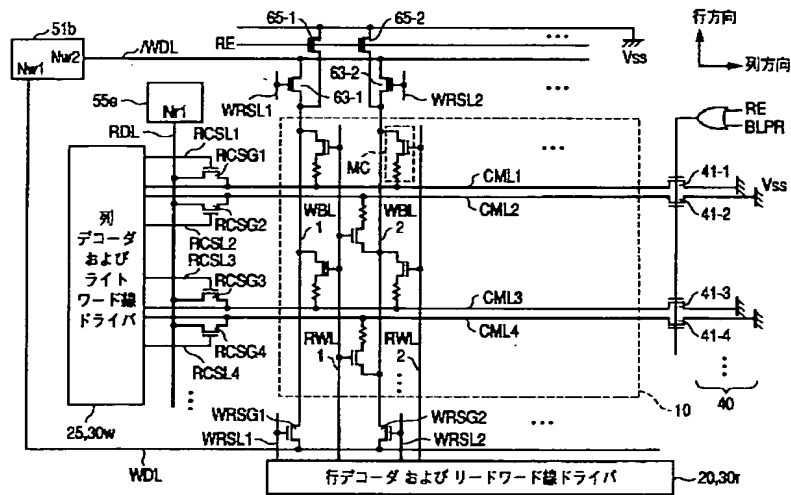 65-1
65-2
51b
RE
Nw2
/WDL
Nw1
Vss
行方向
列方向
63-2
WRSL1
63-1
WRSL2
55e
Nr1
RDL
RCSL1
RCSG1
MC
RE
BLPR
41-1
CML1
Vss
CML2
41-2
RCSG2
WBL
1
WBL
2
列
デコーダ
および
ライト
ワード線
ドライバ
RCSL2
RCSL3
RCSG3
41-3
CML3
CML4
41-4
RCSG4
RWL
1
RWL
2
RCSL4
40
10
25,30w
WRSG1
WRSG2
WRSL1
WRSL2
WDL
行デコーダ および リードワード線ドライバ
20,30r